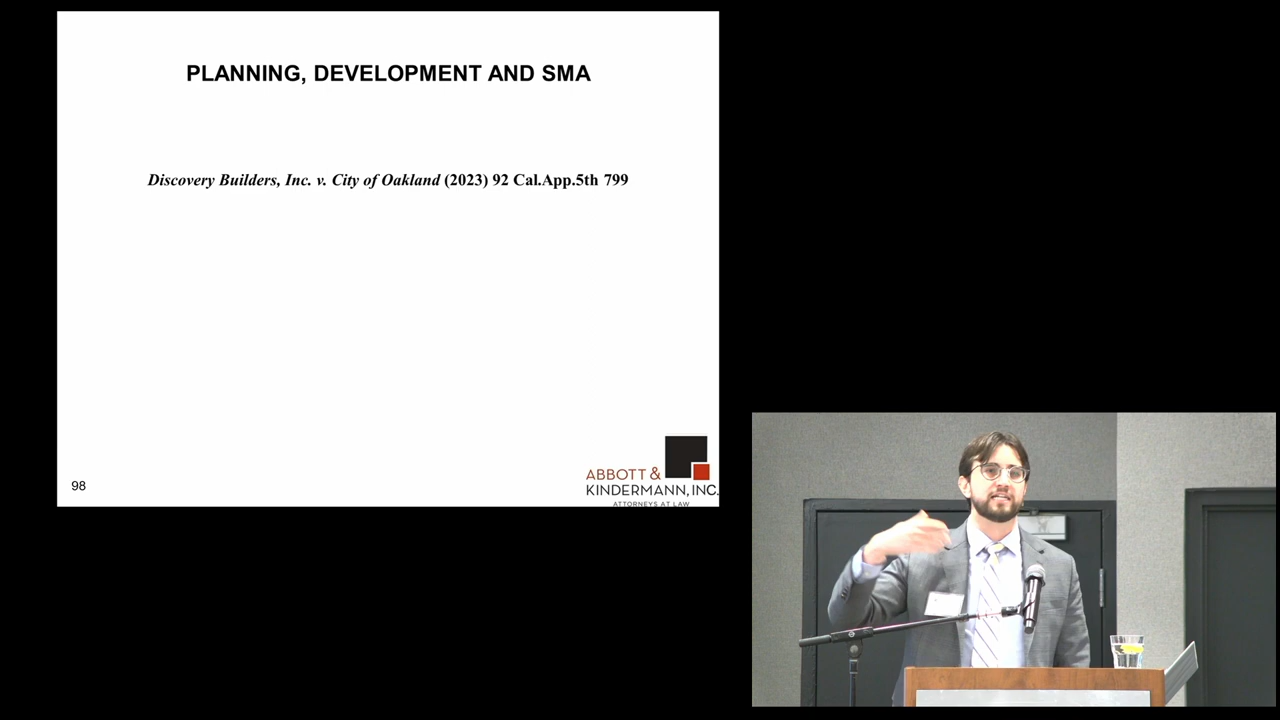 PLANNING, DEVELOPMENT AND SMA
Discovery Builders, Inc. v. City of Oakland (2023) 92 Cal.App.5th 799
98
ABBOTT &
KINDERMANN, INC.
ATTORNEYS AT LAW